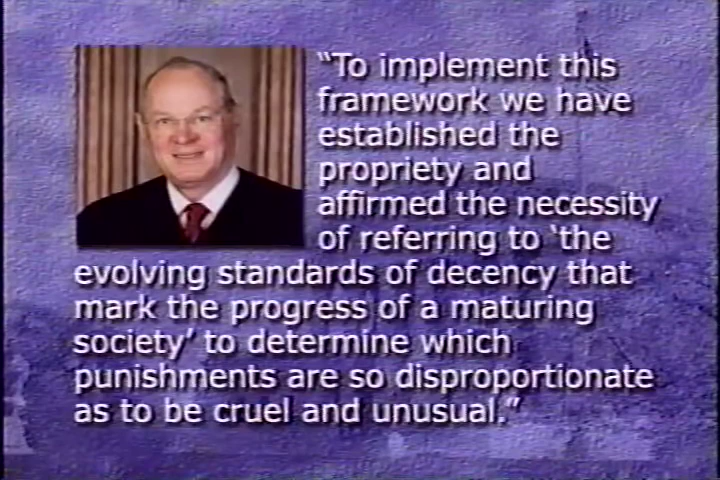 “To implement this
framework we have
established the
propriety and
affirmed the necessity
of referring to ‘the
evolving standards of decency that
mark the progress of a maturing
society’ to determine which
punishments are so disproportionate
as to be cruel and unusual.”